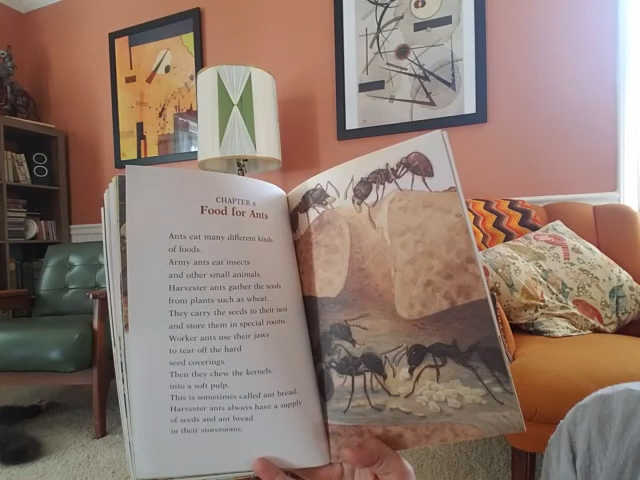 CHAPTER 6
Food for Ants
Ants eat many different kinds
of foods.
Army ants eat insects
and other small animals.
Harvester ants gather the seeds
from plants such as wheat.
They carry the seeds to their nest
and store them in special rooms.
Worker ants use their jaws
to tear off the hard
seed coverings.
Then they chew the kernels
into a soft pulp.
This is sometimes called ant bread.
Harvester ants always have a supply
of seeds and ant bread
in their storerooms.